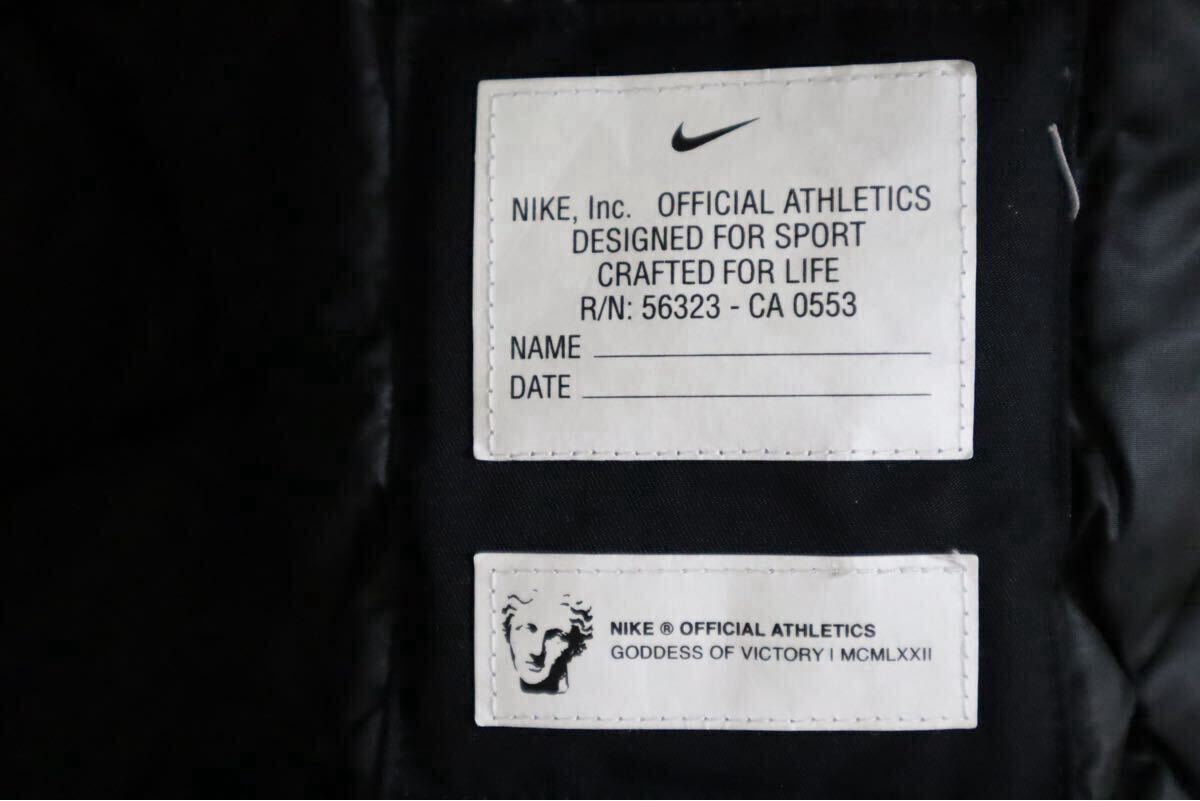 NIKE, Inc. OFFICIAL ATHLETICS
DESIGNED FOR SPORT
CRAFTED FOR LIFE
R/N: 56323 - CA 0553
NAME
DATE
NIKE ® OFFICIAL ATHLETICS
GODDESS OF VICTORY | MCMLXXII